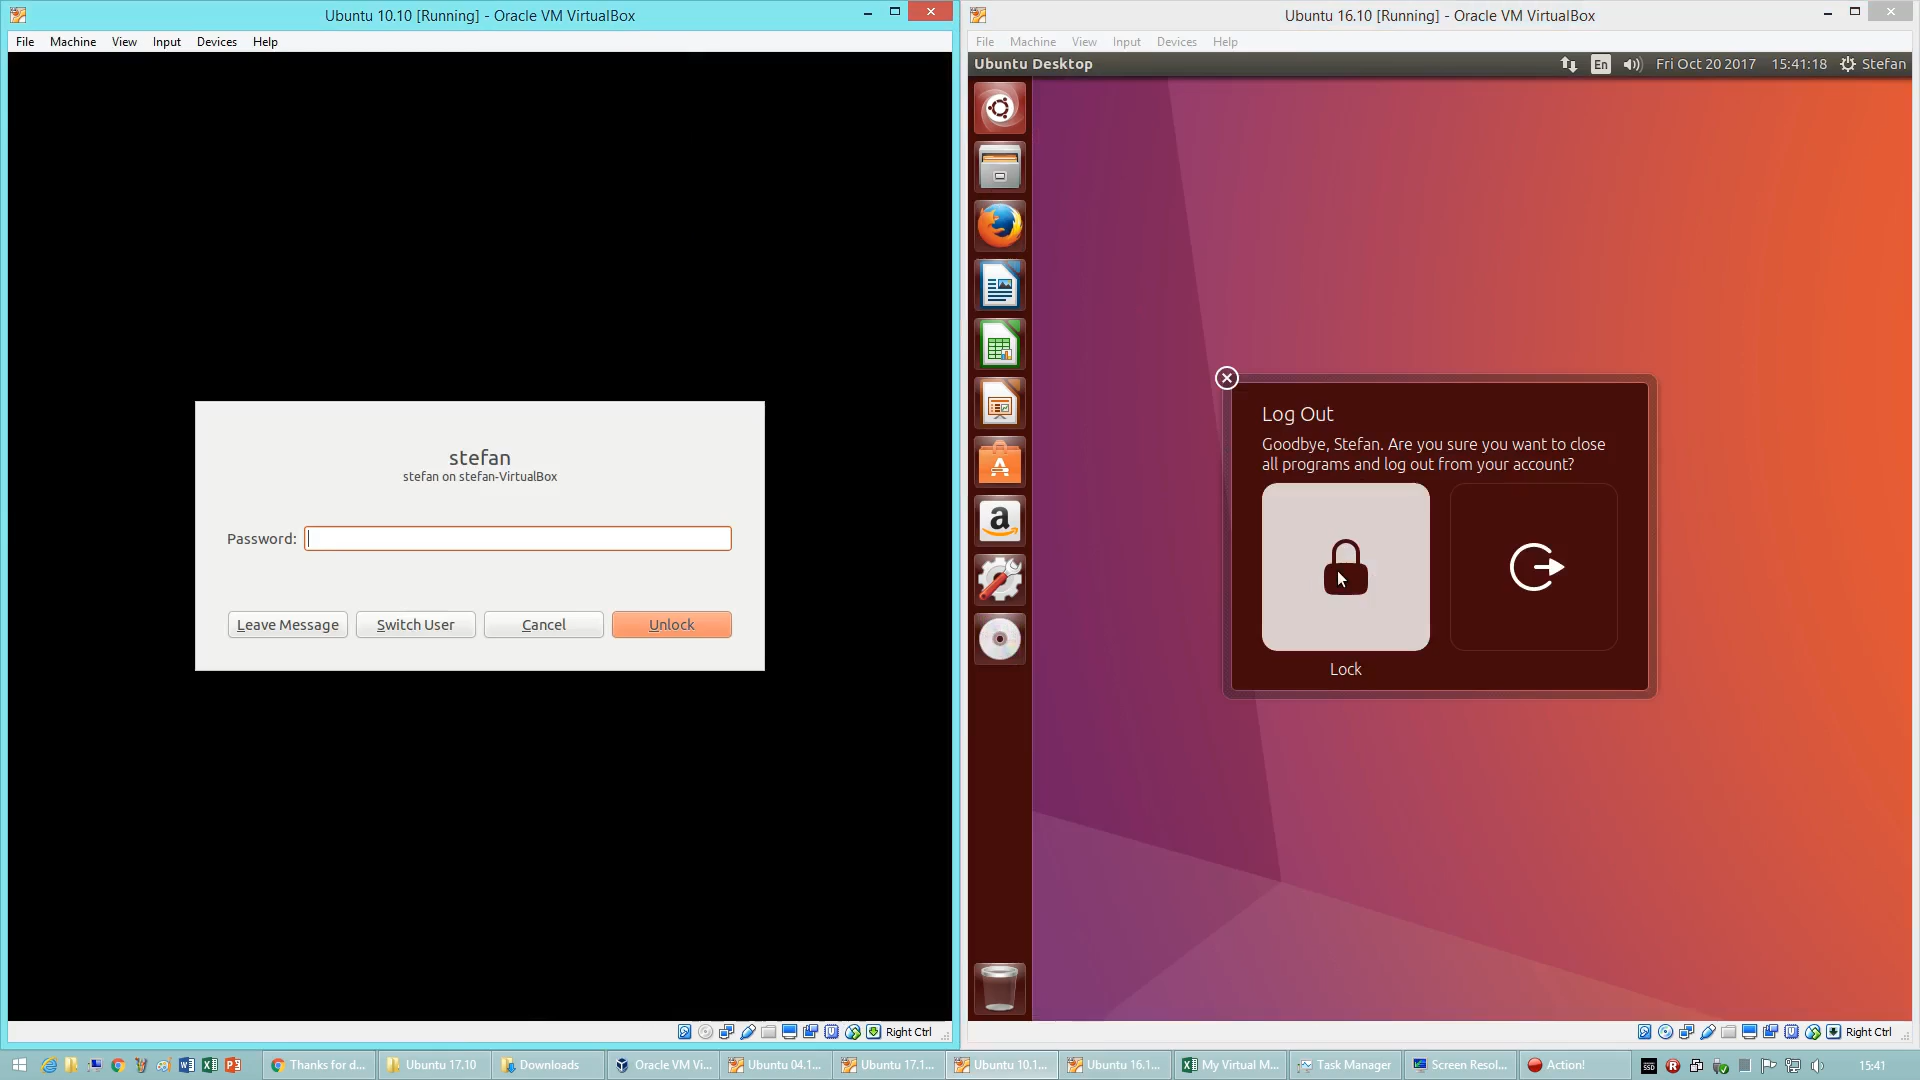 Ubuntu 10.10 [Running] - Oracle VM VirtualBox
File Machine View Input Devices Help
stefan
stefan on stefan-VirtualBox
Password:
Leave Message Switch User Cancel Unlock
Right Ctrl
Ubuntu 16.10 [Running] - Oracle VM VirtualBox
File Machine View Input Devices Help
Ubuntu Desktop En Fri Oct 20 2017 15:41:18 Stefan
Log Out
Goodbye, Stefan. Are you sure you want to close
all programs and log out from your account?
Lock
Right Ctrl
Thanks for d... Ubuntu 17.10 Downloads Oracle VM Vi... Ubuntu 04.1... Ubuntu 17.1... Ubuntu 10.1... Ubuntu 16.1... My Virtual M... Task Manager Screen Resol... Action! 15:41